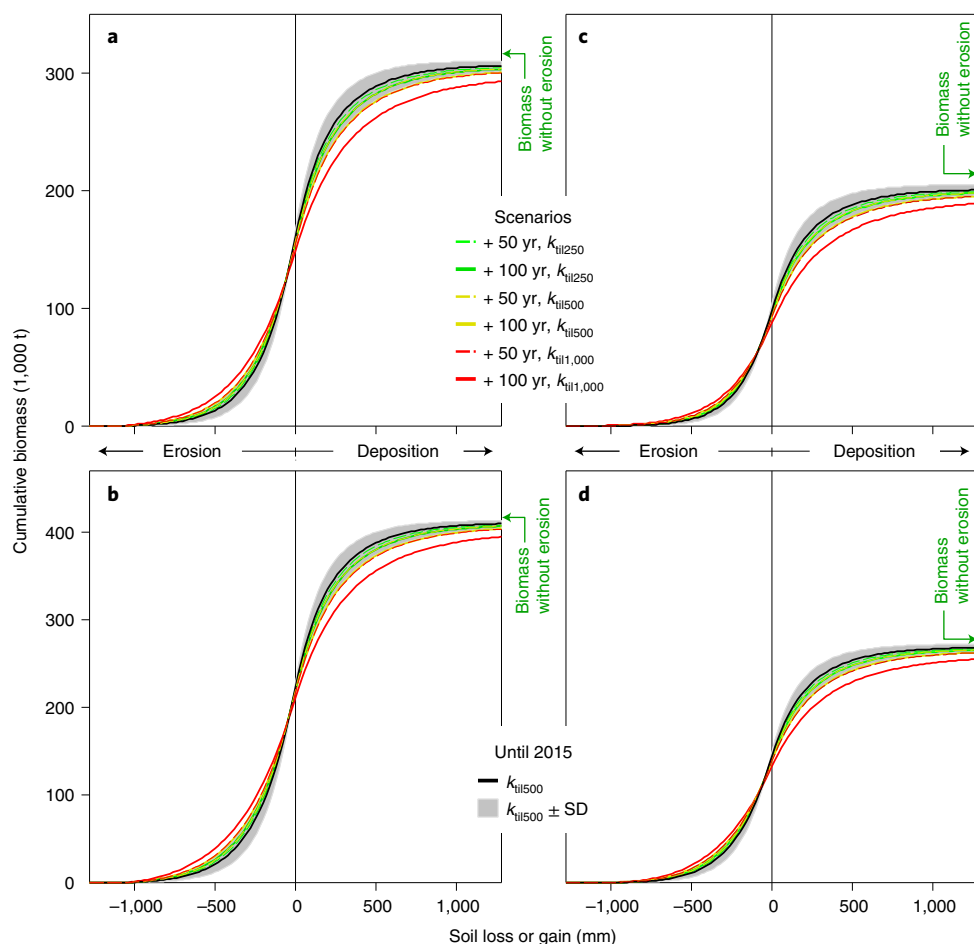 a
c
300
200
100
0
Biomass
without erosion
Biomass
without erosion
Scenarios
+ 50 yr, ktil250
+ 100 yr, ktil250
+ 50 yr, ktil500
+ 100 yr, ktil500
+ 50 yr, ktil1,000
+ 100 yr, ktil1,000
Cumulative biomass (1,000 t)
Erosion
Deposition
Erosion
Deposition
b
d
400
300
200
100
0
Biomass
without erosion
Biomass
without erosion
Until 2015
ktil500
ktil500 ± SD
–1,000
–500
0
500
1,000
–1,000
–500
0
500
1,000
Soil loss or gain (mm)